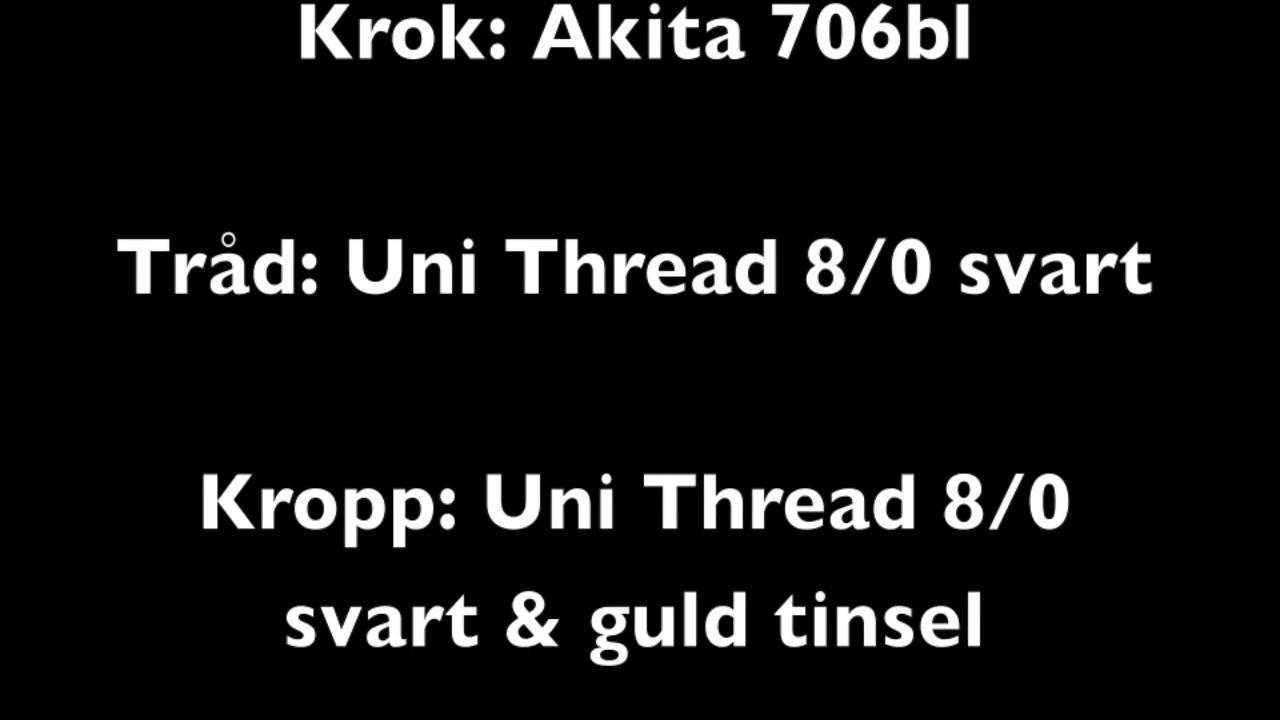 Krok: Akita 706bl
Tråd: Uni Thread 8/0 svart
Kropp: Uni Thread 8/0
svart & guld tinsel